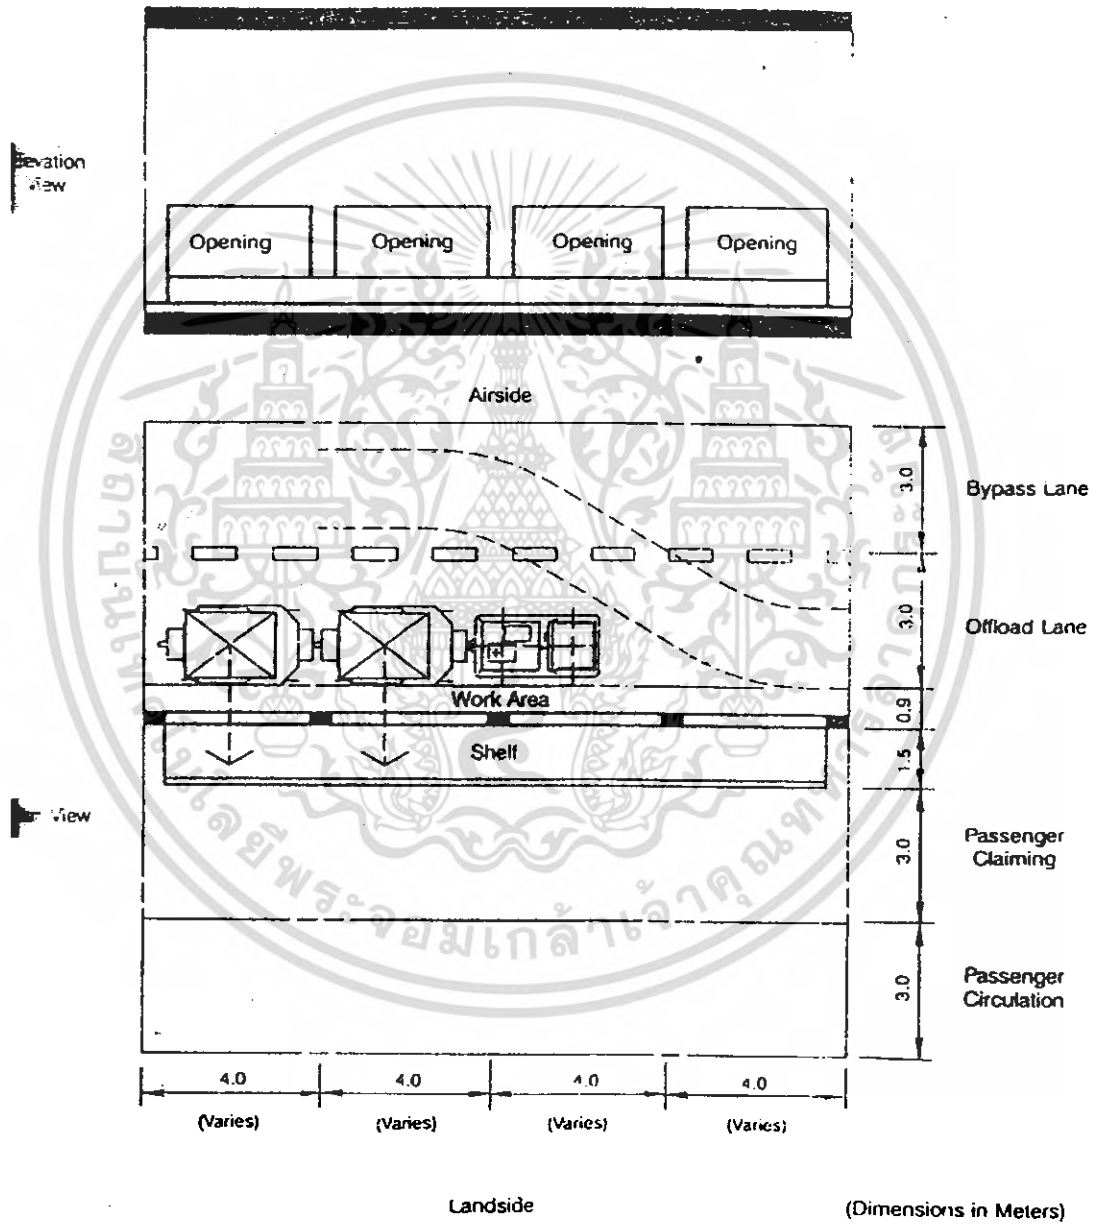 View
Opening Opening Opening Opening
Airside
3.0 Bypass Lane
3.0 Offload Lane
Work Area 0.9
Shelf 1.5
View
3.0 Passenger
Claiming
3.0 Passenger
Circulation
4.0 4.0 4.0 4.0
(Varies) (Varies) (Varies) (Varies)
Landside (Dimensions in Meters)